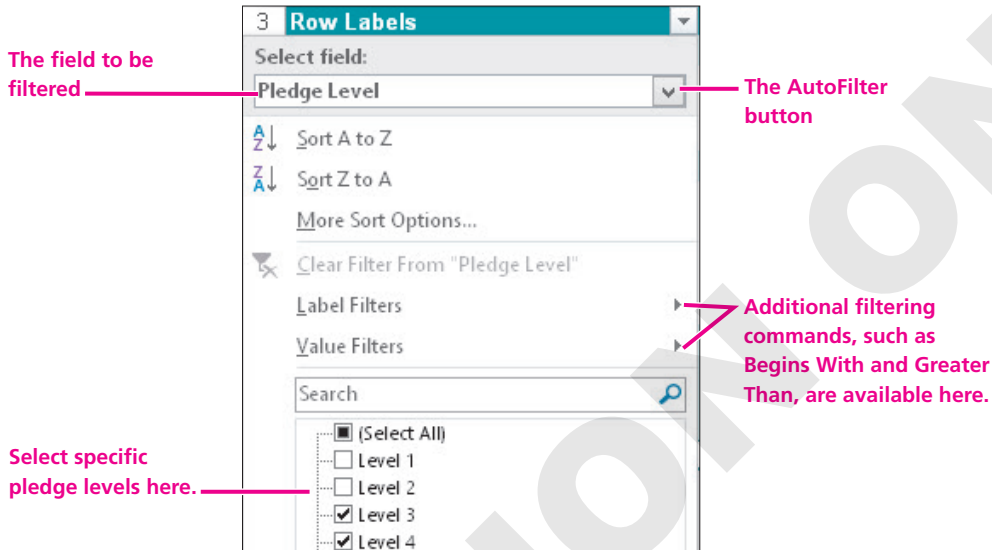 3 Row Labels
Select field:
The field to be
filtered
Pledge Level
The AutoFilter
button
Sort A to Z
Sort Z to A
More Sort Options...
Clear Filter From "Pledge Level"
Label Filters
Value Filters
Additional filtering
commands, such as
Begins With and Greater
Than, are available here.
Search
(Select All)
Level 1
Level 2
Level 3
Level 4
Select specific
pledge levels here.